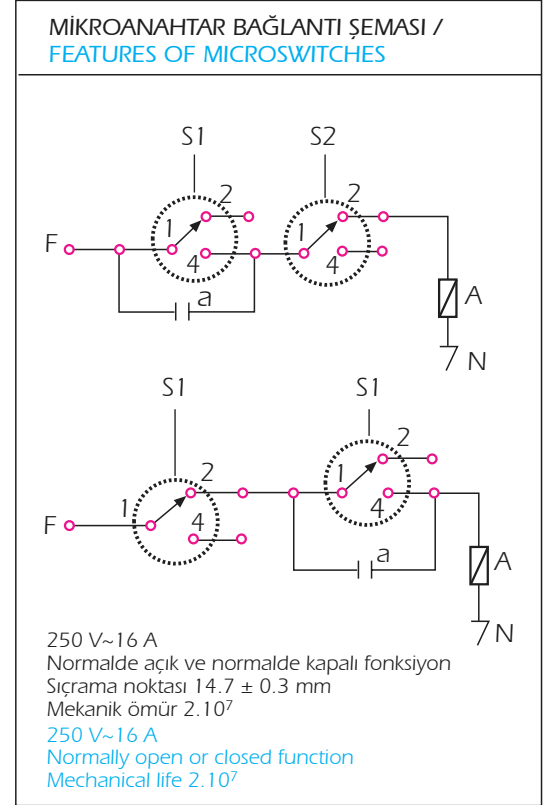 MİKROANAHTAR BAĞLANTI ŞEMASI /
FEATURES OF MICROSWITCHES
S1 S2
2 2
1 1
F
4 4
a
A
N
S1 S1
2
2
1
1
4
4
F
a
A
N
250 V~16 A
Normalde açık ve normalde kapalı fonksiyon
Sıçrama noktası 14.7 ± 0.3 mm
Mekanik ömür 2.10⁷
250 V~16 A
Normally open or closed function
Mechanical life 2.10⁷